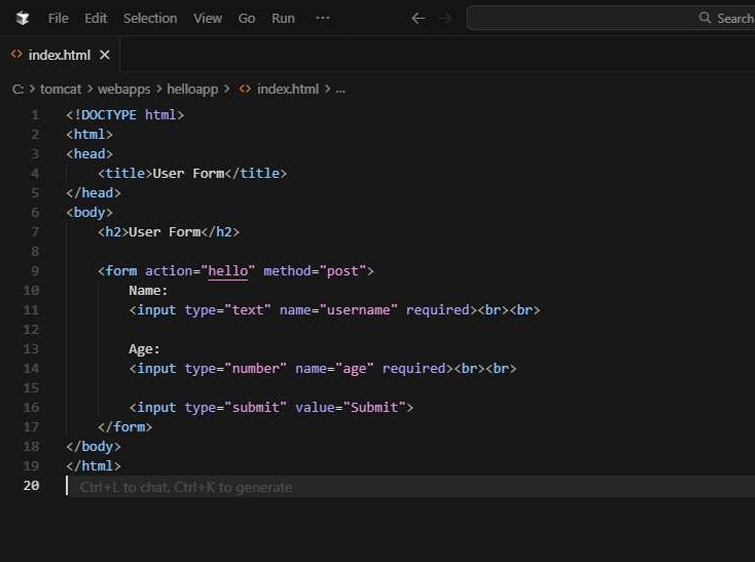 File Edit Selection View Go Run ··· ← → Search
<> index.html ×
C: > tomcat > webapps > helloapp > <> index.html > ...
1 <!DOCTYPE html>
2 <html>
3 <head>
4     <title>User Form</title>
5 </head>
6 <body>
7     <h2>User Form</h2>
8
9     <form action="hello" method="post">
10         Name:
11         <input type="text" name="username" required><br><br>
12
13         Age:
14         <input type="number" name="age" required><br><br>
15
16         <input type="submit" value="Submit">
17     </form>
18 </body>
19 </html>
20 Ctrl+L to chat, Ctrl+K to generate